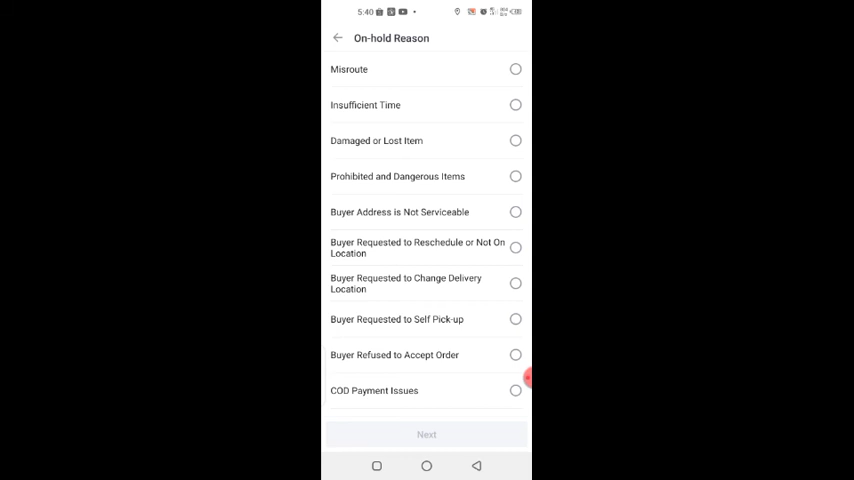 5:40
On-hold Reason
Misroute
Insufficient Time
Damaged or Lost Item
Prohibited and Dangerous Items
Buyer Address is Not Serviceable
Buyer Requested to Reschedule or Not On
Location
Buyer Requested to Change Delivery
Location
Buyer Requested to Self Pick-up
Buyer Refused to Accept Order
COD Payment Issues
Next